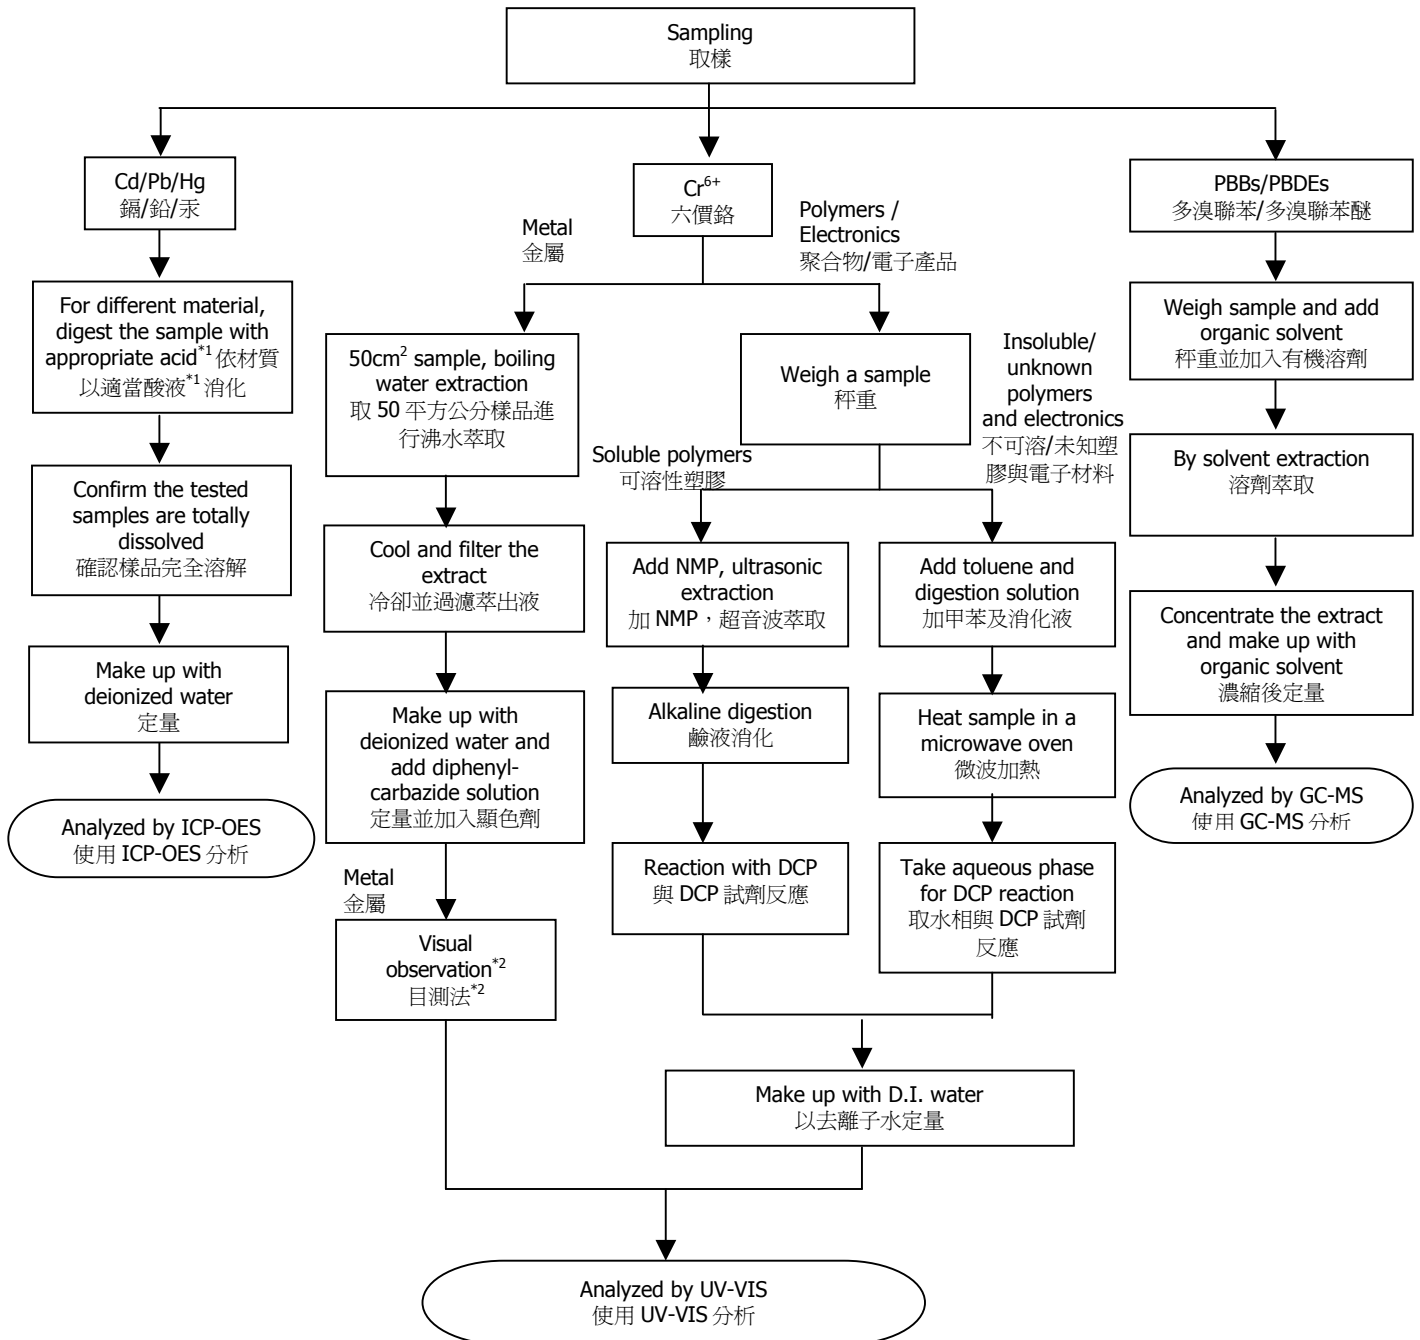 Sampling
取樣
Cd/Pb/Hg
鎘/鉛/汞
For different material,
digest the sample with
appropriate acid*1 依材質
以適當酸液*1 消化
Confirm the tested
samples are totally
dissolved
確認樣品完全溶解
Make up with
deionized water
定量
Analyzed by ICP-OES
使用 ICP-OES 分析
Cr6+
六價鉻
Metal
金屬
Polymers /
Electronics
聚合物/電子產品
50cm2 sample, boiling
water extraction
取 50 平方公分樣品進
行沸水萃取
Cool and filter the
extract
冷卻並過濾萃出液
Make up with
deionized water and
add diphenyl-
carbazide solution
定量並加入顯色劑
Metal
金屬
Visual
observation*2
目測法*2
Weigh a sample
秤重
Soluble polymers
可溶性塑膠
Insoluble/
unknown
polymers
and electronics
不可溶/未知塑
膠與電子材料
Add NMP, ultrasonic
extraction
加 NMP，超音波萃取
Alkaline digestion
鹼液消化
Reaction with DCP
與 DCP 試劑反應
Add toluene and
digestion solution
加甲苯及消化液
Heat sample in a
microwave oven
微波加熱
Take aqueous phase
for DCP reaction
取水相與 DCP 試劑
反應
Make up with D.I. water
以去離子水定量
Analyzed by UV-VIS
使用 UV-VIS 分析
PBBs/PBDEs
多溴聯苯/多溴聯苯醚
Weigh sample and add
organic solvent
秤重並加入有機溶劑
By solvent extraction
溶劑萃取
Concentrate the extract
and make up with
organic solvent
濃縮後定量
Analyzed by GC-MS
使用 GC-MS 分析